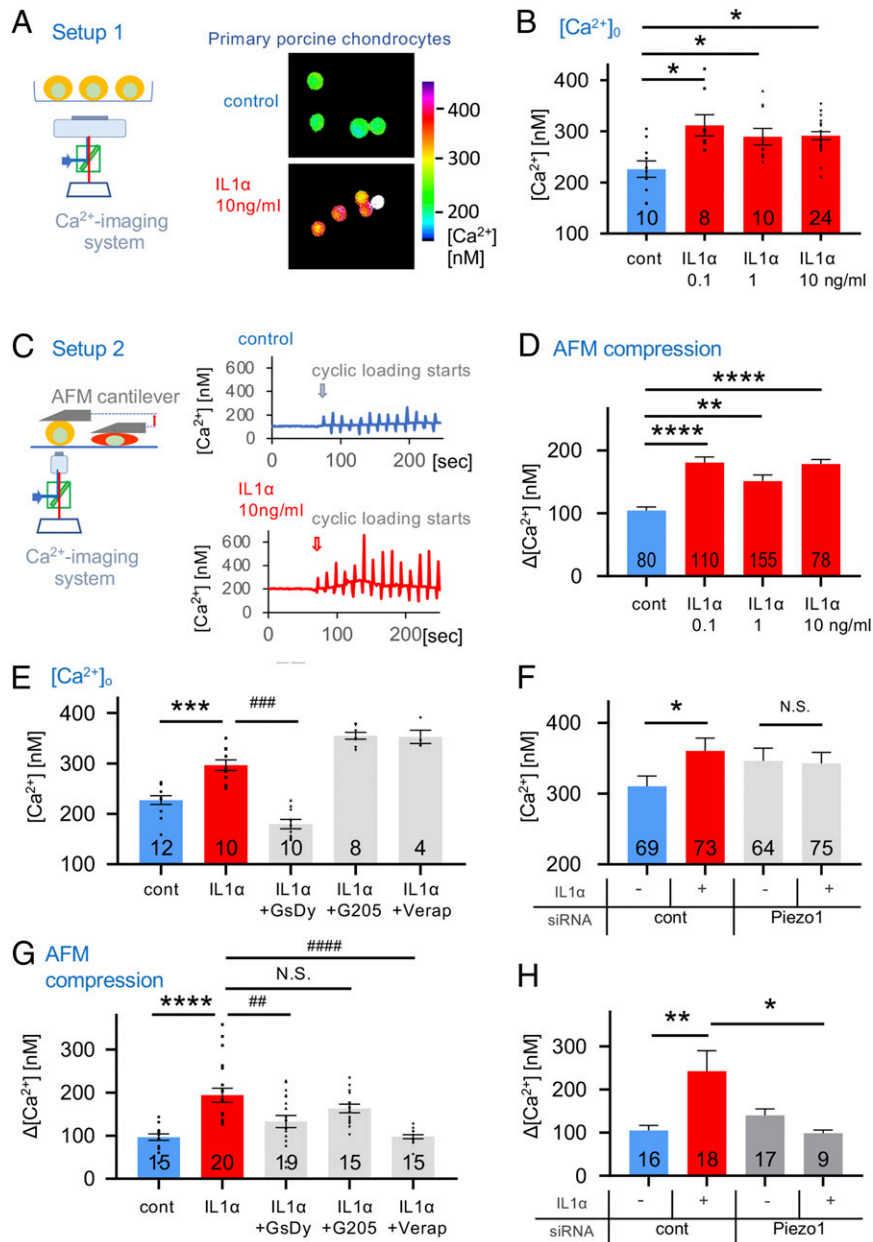 A Setup 1
Primary porcine chondrocytes
control
IL1α
10ng/ml
400
300
200
[Ca²⁺]
[nM]
Ca²⁺-imaging
system
B [Ca²⁺]₀
*
*
*
[Ca²⁺] [nM]
400
300
200
100
10 8 10 24
cont IL1α IL1α IL1α
0.1 1 10 ng/ml
C Setup 2
AFM cantilever
Ca²⁺-imaging
system
control
cyclic loading starts
[Ca²⁺] [nM]
600
400
200
0
0 100 200 [sec]
IL1α
10ng/ml
cyclic loading starts
[Ca²⁺] [nM]
600
400
200
0
0 100 200 [sec]
D AFM compression
****
**
****
Δ[Ca²⁺] [nM]
200
100
0
80 110 155 78
cont IL1α IL1α IL1α
0.1 1 10 ng/ml
E [Ca²⁺]ₒ
*** ###
[Ca²⁺] [nM]
400
300
200
100
12 10 10 8 4
cont IL1α IL1α IL1α IL1α
+GsDy +G205 +Verap
F
* N.S.
[Ca²⁺] [nM]
400
300
200
69 73 64 75
IL1α - + - +
siRNA cont Piezo1
G AFM
compression
####
N.S.
**** ##
Δ[Ca²⁺] [nM]
300
200
100
0
15 20 19 15 15
cont IL1α IL1α IL1α IL1α
+GsDy +G205 +Verap
H
** *
Δ[Ca²⁺] [nM]
300
200
100
0
16 18 17 9
IL1α - + - +
siRNA cont Piezo1